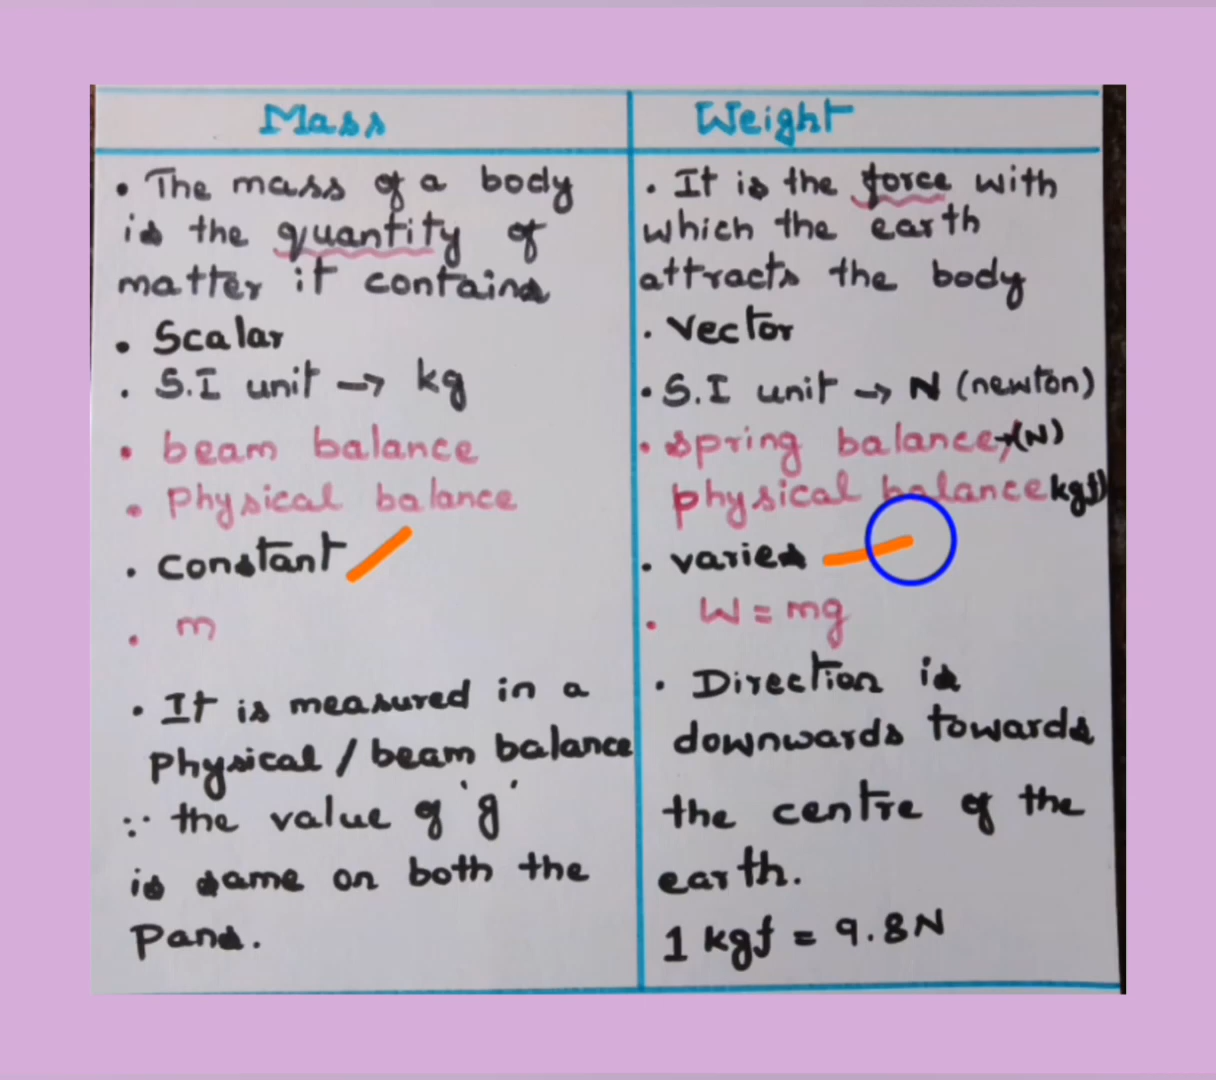 Mass
• The mass of a body
is the quantity of
matter it contains
• Scalar
• S.I unit → kg
• beam balance
• Physical balance
• Constant
• m
• It is measured in a
physical / beam balance
∵ the value of 'g'
is same on both the
Pans.
Weight
• It is the force with
which the earth
attracts the body
• Vector
• S.I unit → N (newton)
• spring balance→(N)
physical balance kgf)
• varies
• W = mg
• Direction is
downwards towards
the centre of the
earth.
1 kgf = 9.8N